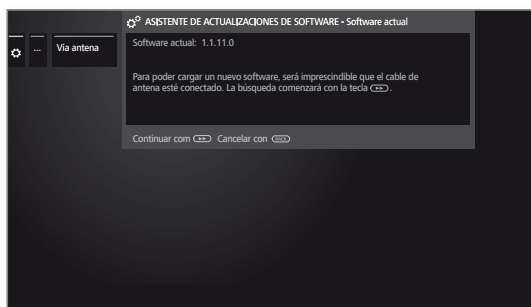 ASISTENTE DE ACTUALIZACIONES DE SOFTWARE - Software actual
... Vía antena
Software actual: 1.1.11.0
Para poder cargar un nuevo software, será imprescindible que el cable de
antena esté conectado. La búsqueda comenzará con la tecla .
Continuar com Cancelar con BACK